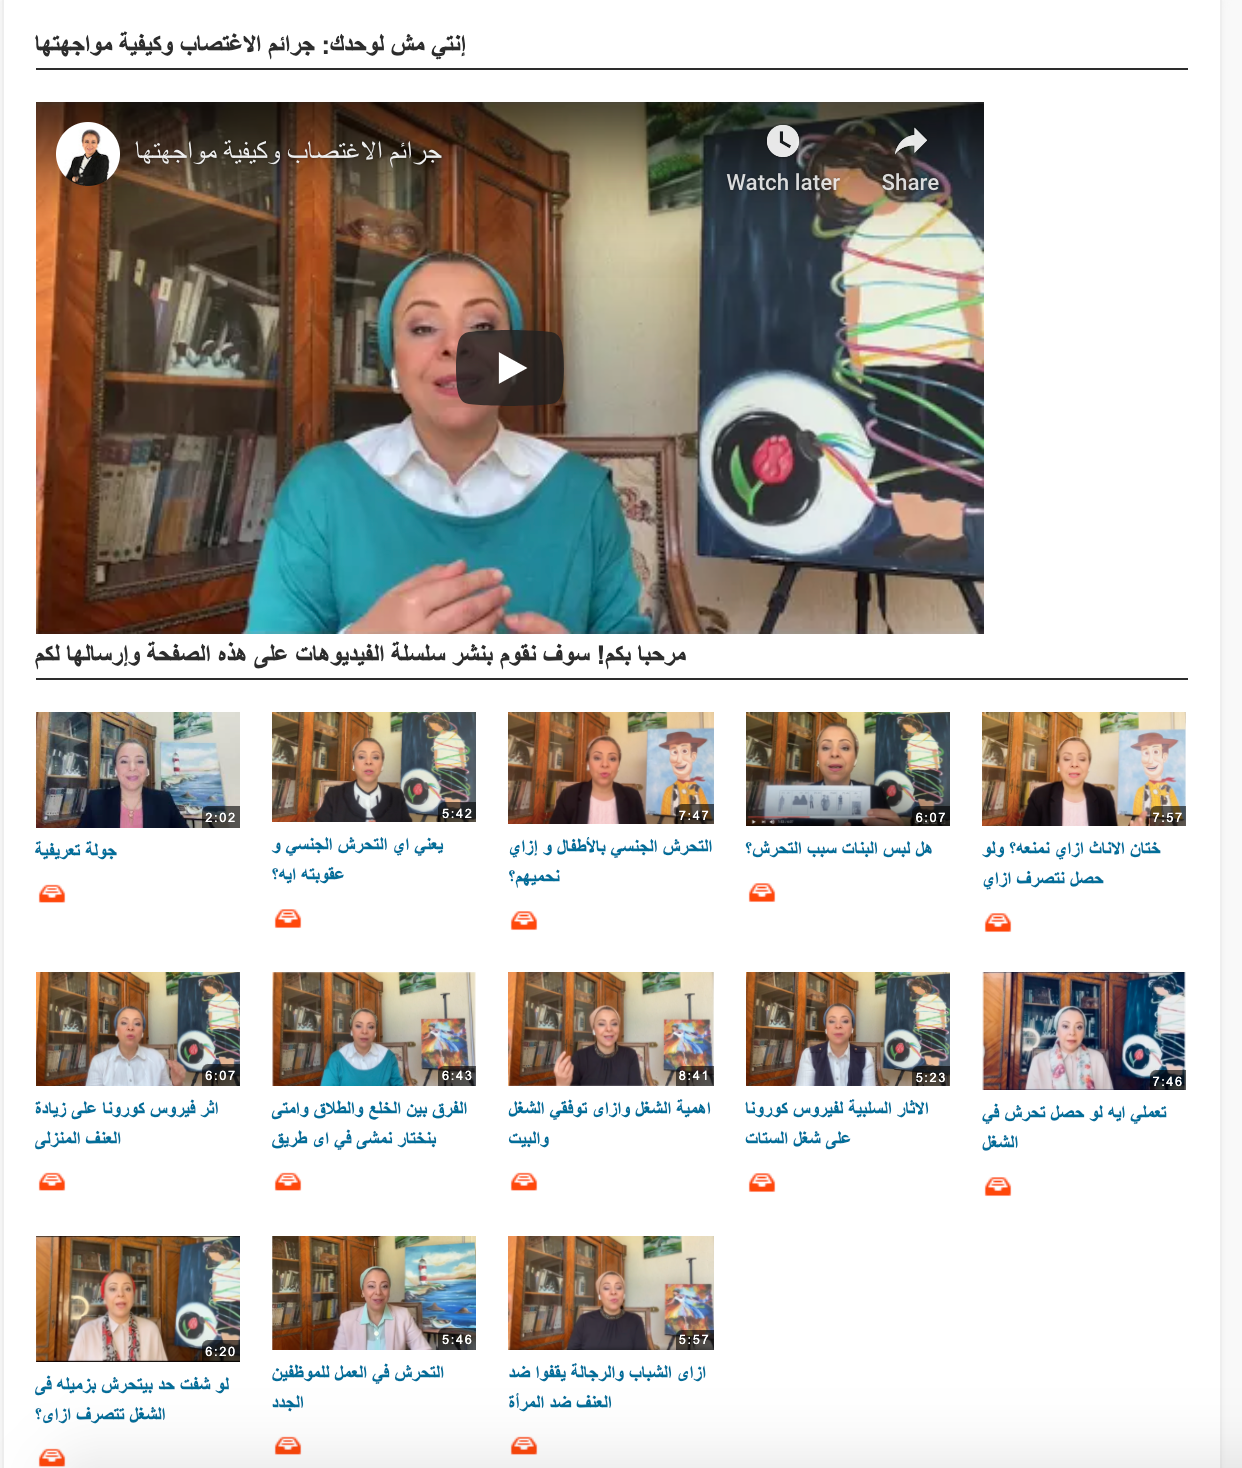 إنتي مش لوحدك: جرائم الاغتصاب وكيفية مواجهتها
جرائم الاغتصاب وكيفية مواجهتها
Watch later
Share
مرحبا بكم! سوف نقوم بنشر سلسلة الفيديوهات على هذه الصفحة وإرسالها لكم
2:02
جولة تعريفية
5:42
يعني اي التحرش الجنسي و
عقوبته ايه؟
7:47
التحرش الجنسي بالأطفال و إزاي
نحميهم؟
6:07
هل لبس البنات سبب التحرش؟
7:57
ختان الاناث ازاي نمنعه؟ ولو
حصل نتصرف ازاي
6:07
اثر فيروس كورونا على زيادة
العنف المنزلى
6:43
الفرق بين الخلع والطلاق وامتى
بنختار نمشى في اى طريق
8:41
اهمية الشغل وازاى توفقي الشغل
والبيت
5:23
الاثار السلبية لفيروس كورونا
على شغل الستات
7:46
تعملي ايه لو حصل تحرش في
الشغل
6:20
لو شفت حد بيتحرش بزميله فى
الشغل تتصرف ازاى؟
5:46
التحرش في العمل للموظفين
الجدد
5:57
ازاى الشباب والرجالة يقفوا ضد
العنف ضد المرأة